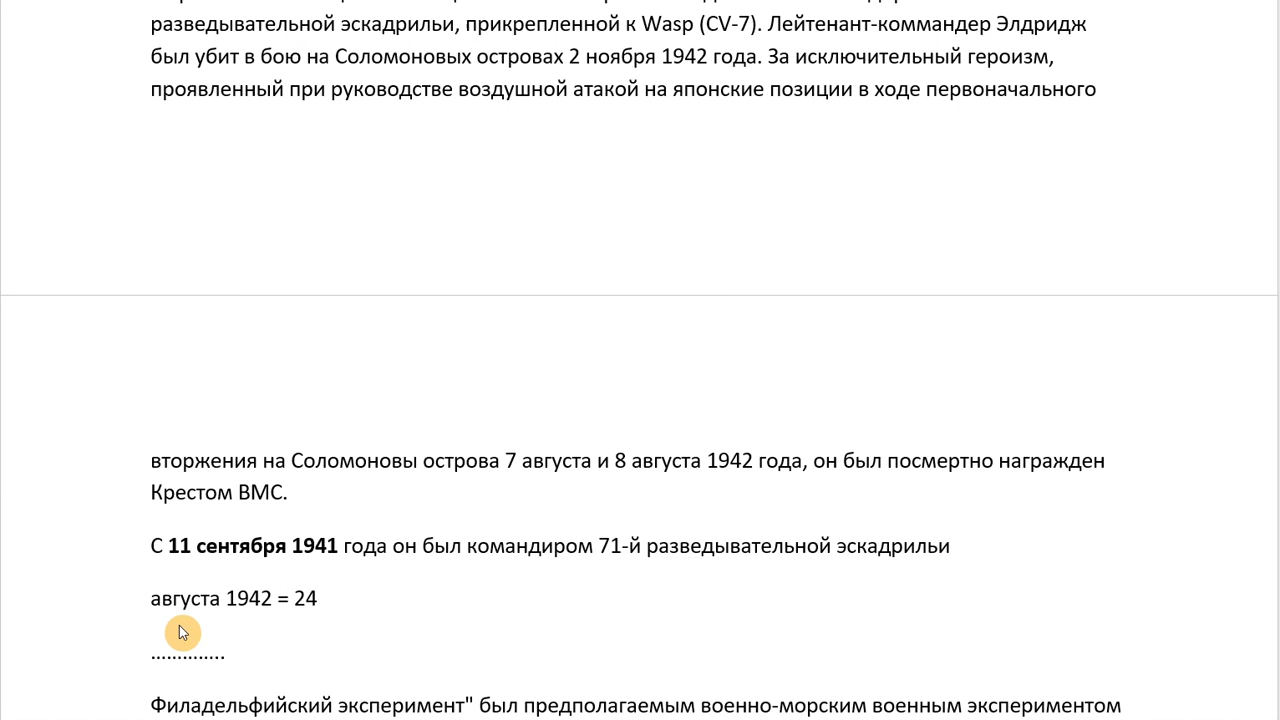 разведывательной эскадрильи, прикрепленной к Wasp (CV-7). Лейтенант-коммандер Элдридж
был убит в бою на Соломоновых островах 2 ноября 1942 года. За исключительный героизм,
проявленный при руководстве воздушной атакой на японские позиции в ходе первоначального
вторжения на Соломоновы острова 7 августа и 8 августа 1942 года, он был посмертно награжден
Крестом ВМС.
С 11 сентября 1941 года он был командиром 71-й разведывательной эскадрильи
августа 1942 = 24
…………..
Филадельфийский эксперимент" был предполагаемым военно-морским военным экспериментом